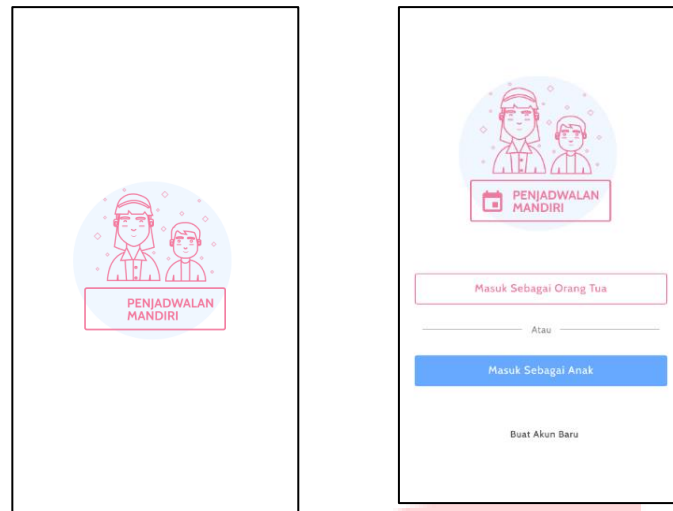 PENJADWALAN
MANDIRI
PENJADWALAN
MANDIRI
Masuk Sebagai Orang Tua
Atau
Masuk Sebagai Anak
Buat Akun Baru